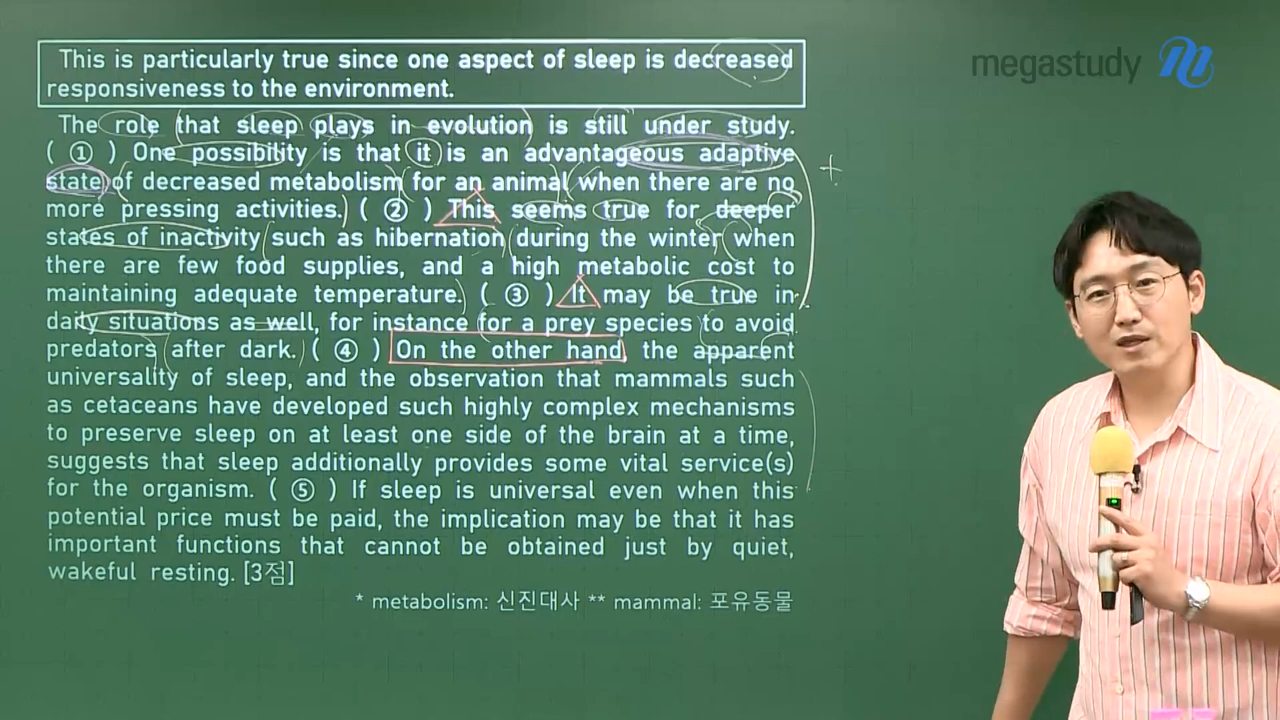 This is particularly true since one aspect of sleep is decreased
responsiveness to the environment.
megastudy
The role that sleep plays in evolution is still under study.
( ① ) One possibility is that it is an advantageous adaptive
state of decreased metabolism for an animal when there are no
more pressing activities. ( ② ) This seems true for deeper
states of inactivity such as hibernation during the winter when
there are few food supplies, and a high metabolic cost to
maintaining adequate temperature. ( ③ ) It may be true in
daily situations as well, for instance for a prey species to avoid
predators after dark. ( ④ ) On the other hand, the apparent
universality of sleep, and the observation that mammals such
as cetaceans have developed such highly complex mechanisms
to preserve sleep on at least one side of the brain at a time,
suggests that sleep additionally provides some vital service(s)
for the organism. ( ⑤ ) If sleep is universal even when this
potential price must be paid, the implication may be that it has
important functions that cannot be obtained just by quiet,
wakeful resting. [3점]
* metabolism: 신진대사 ** mammal: 포유동물